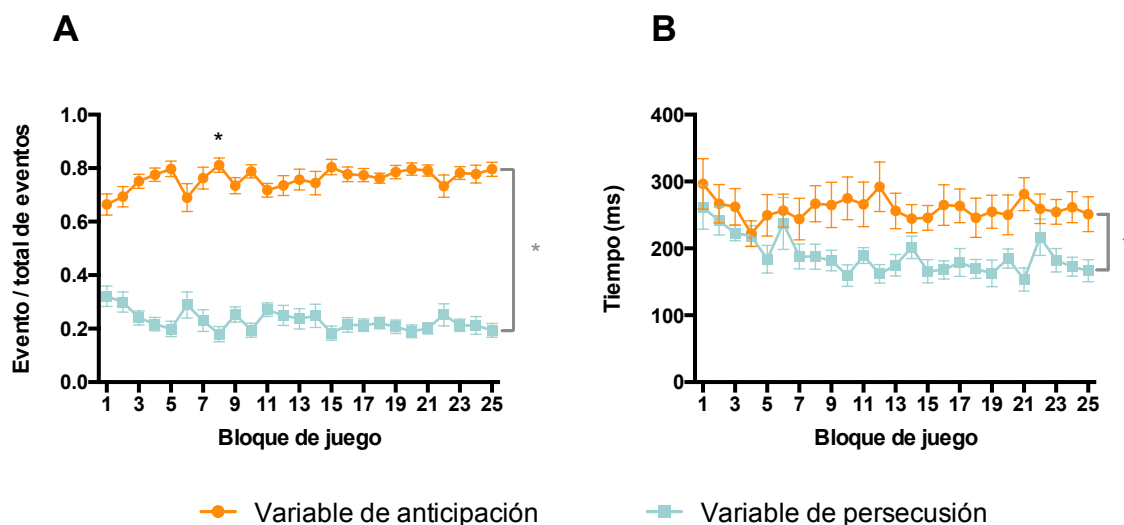 A
B
Evento / total de eventos
1.0
0.8
0.6
0.4
0.2
0.0
*
*
1 3 5 7 9 11 13 15 17 19 21 23 25
Bloque de juego
Tiempo (ms)
400
300
200
100
0
*
1 3 5 7 9 11 13 15 17 19 21 23 25
Bloque de juego
Variable de anticipación
Variable de persecusión